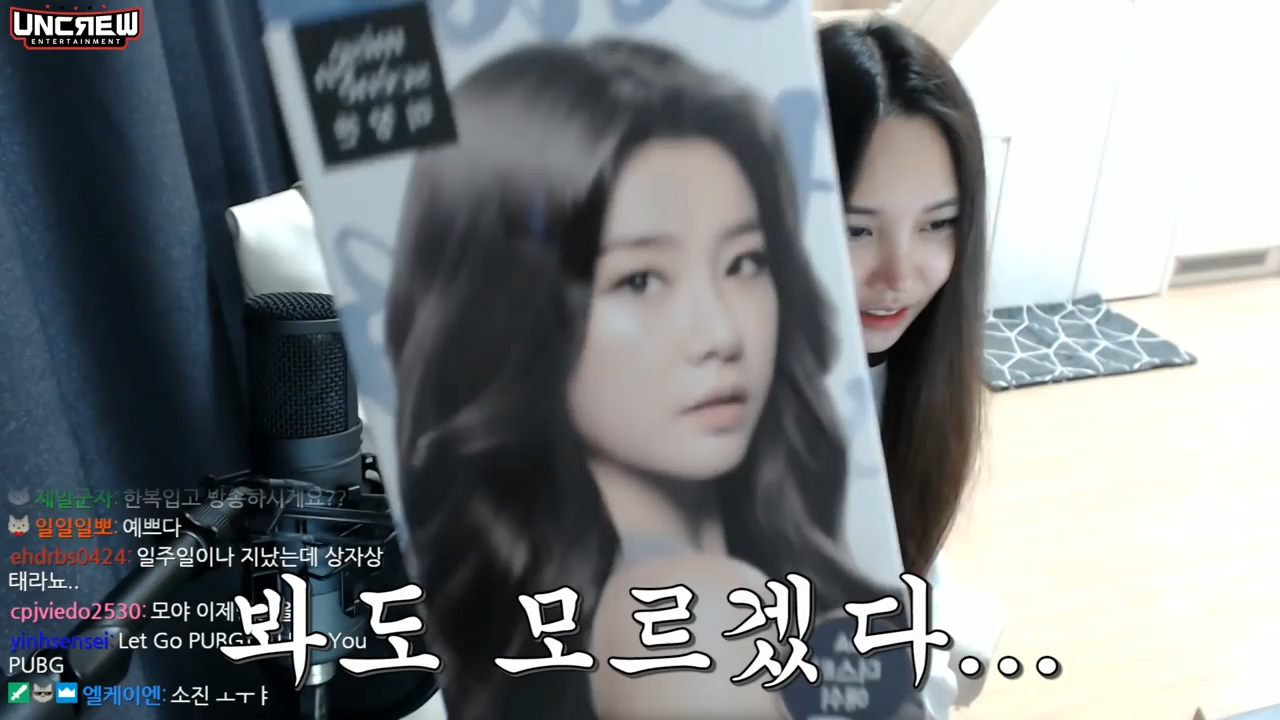 UNCREW
ENTERTAINMENT
제일군자: 한복입고 방송하시게요??
일일일뽀: 예쁘다
ehdrbs0424: 일주일이나 지났는데 상자상
태라뇨..
cpjviedo2530: 모야 이제
yinhsensei: Let Go PUBG You
PUBG
엘케이엔: 소진 ㅗㅜㅑ
봐도 모르겠다...